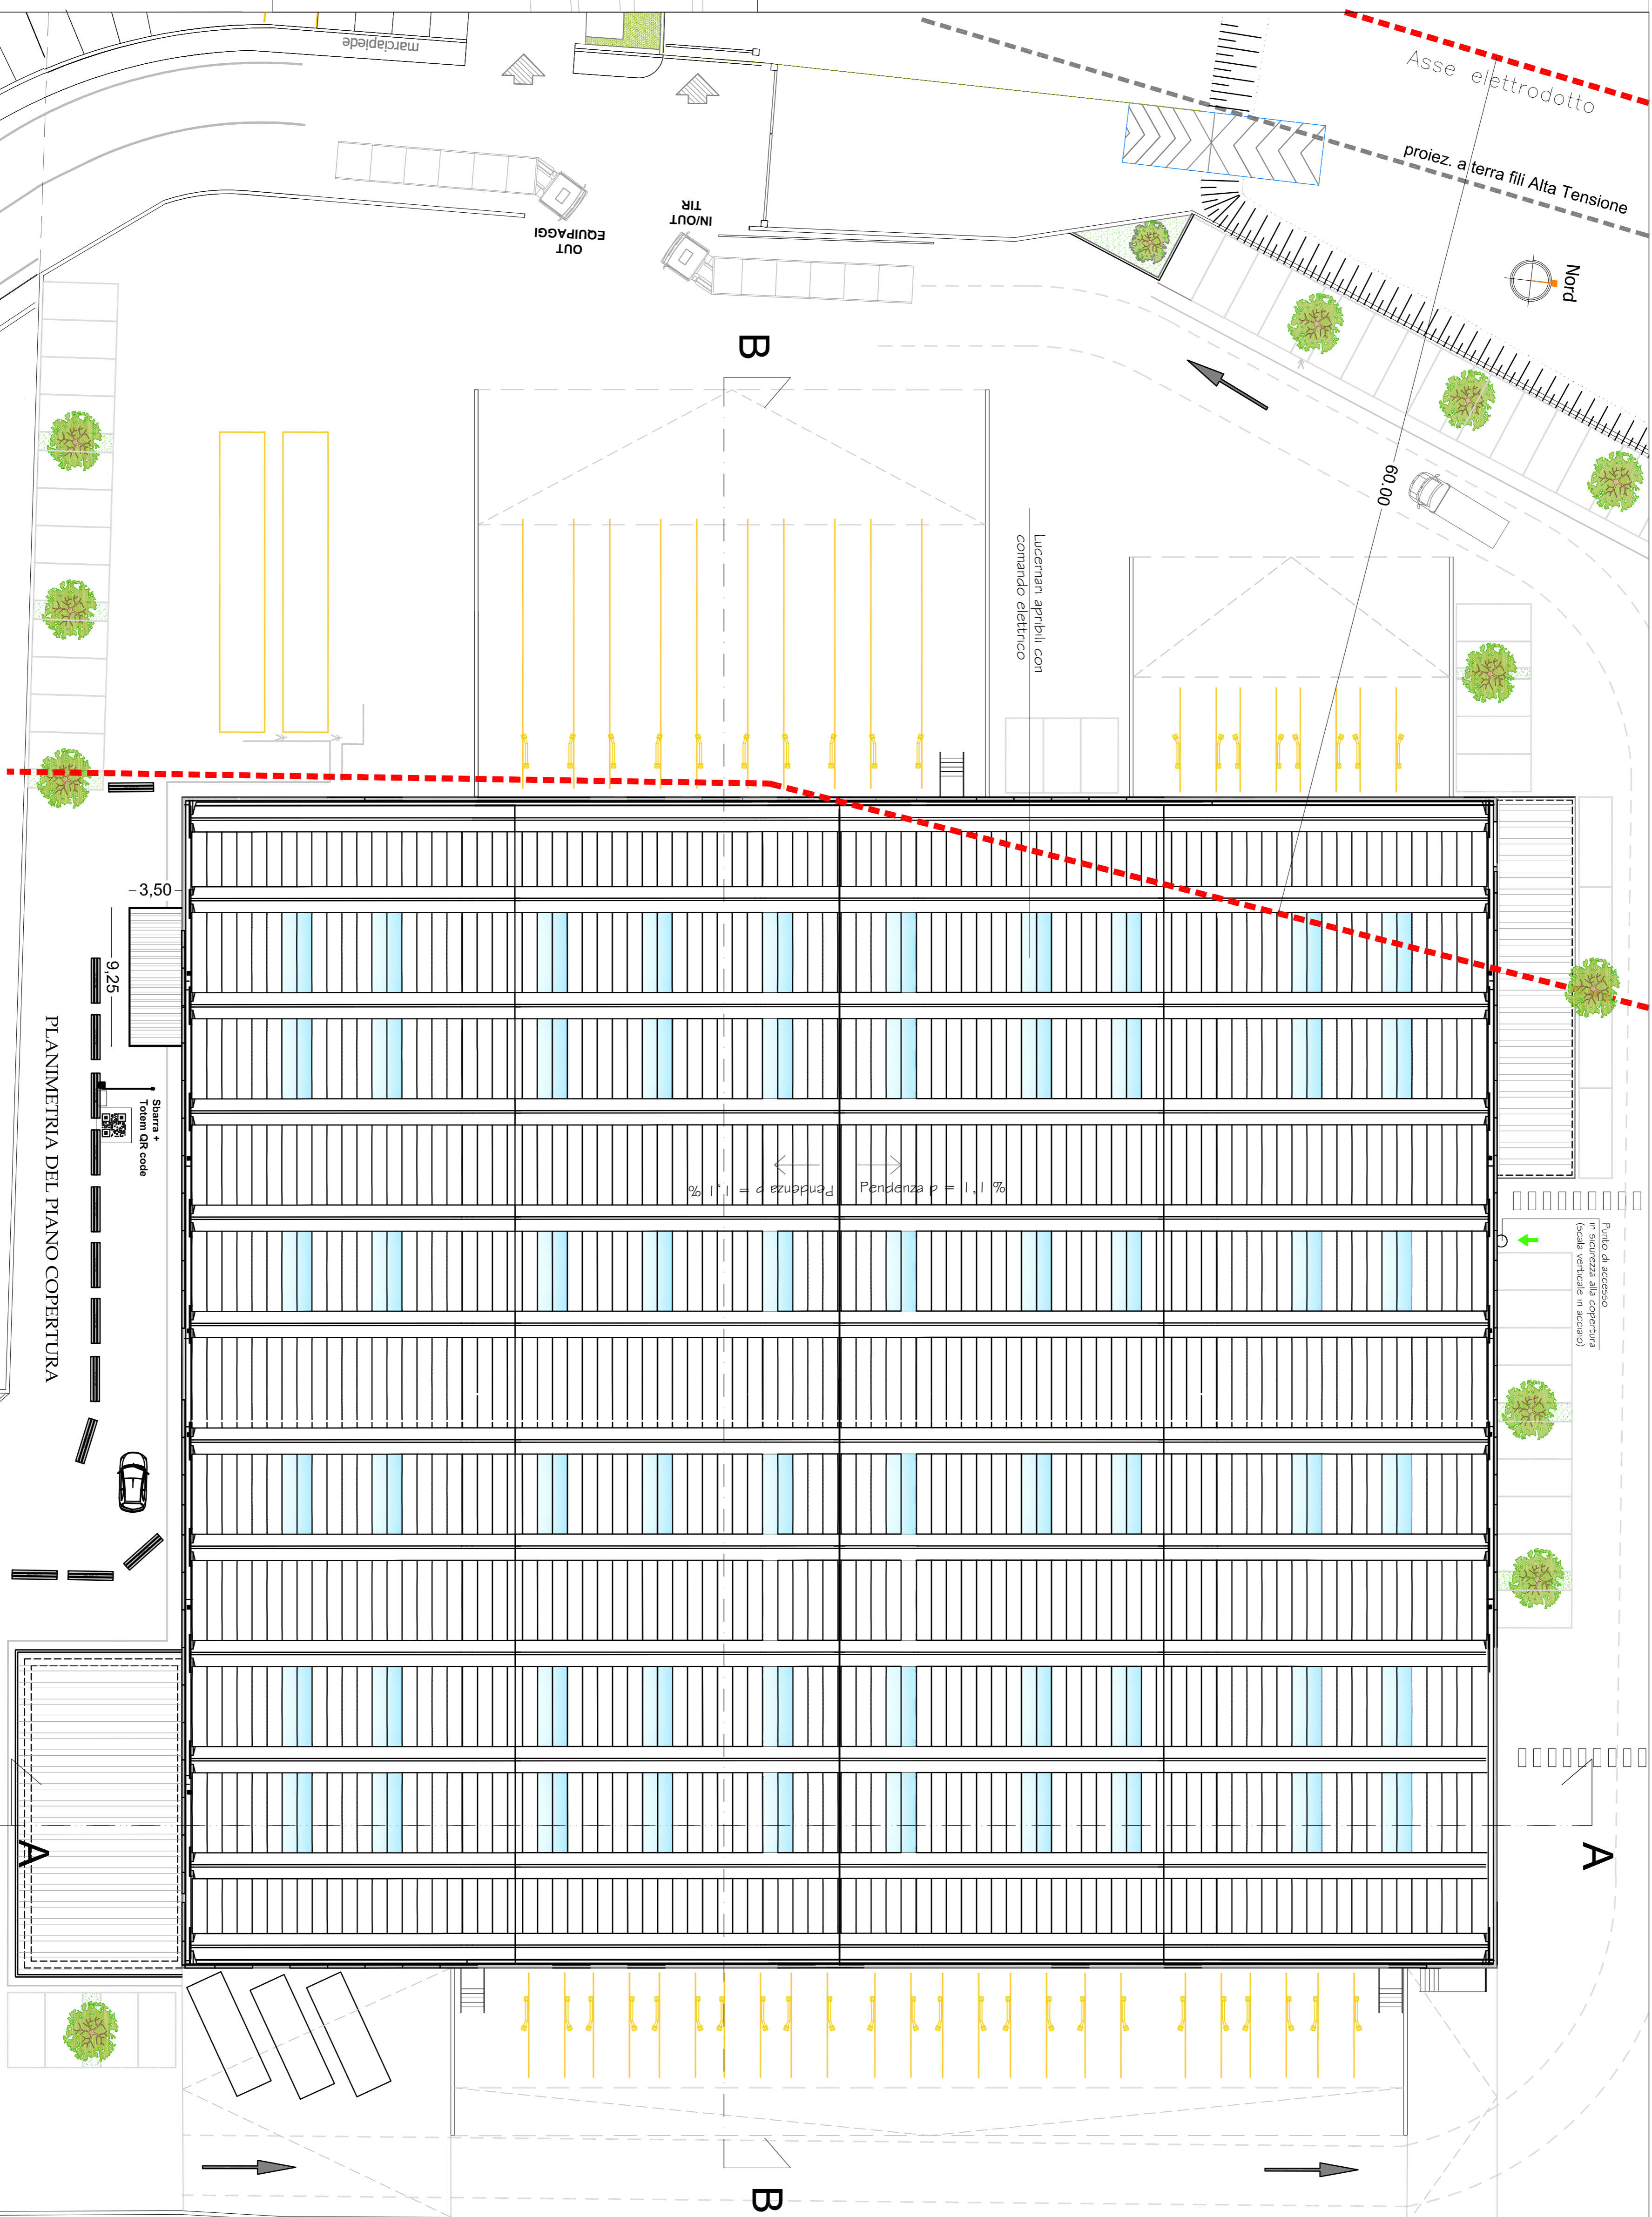 marciapiede
Asse elettrodotto
proiez. a terra fili Alta Tensione
Nord
OUT
EQUIPAGGI
IN/OUT
TIR
B
60.00
Lucernari apribili con
comando elettrico
3,50
9,25
Sbarra +
Totem QR code
PLANIMETRIA DEL PIANO COPERTURA
Pendenza p = 1,1 %
Pendenza p = 1,1 %
Punto di accesso
in sicurezza alla copertura
(scala verticale in acciaio)
A
A
B